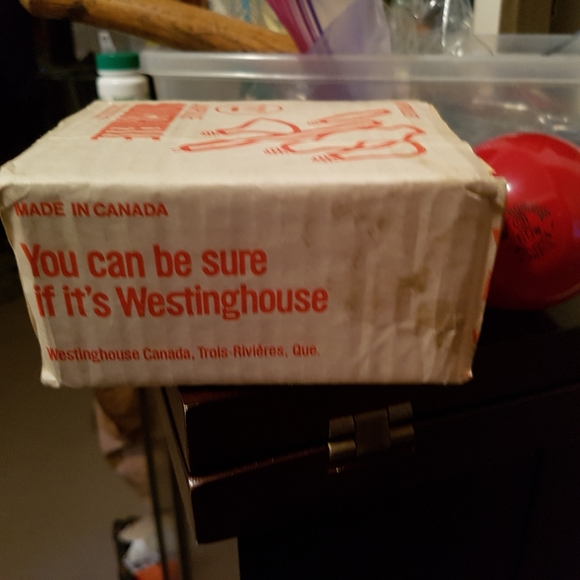 MADE IN CANADA
You can be sure
if it's Westinghouse
Westinghouse Canada, Trois-Rivières, Que.